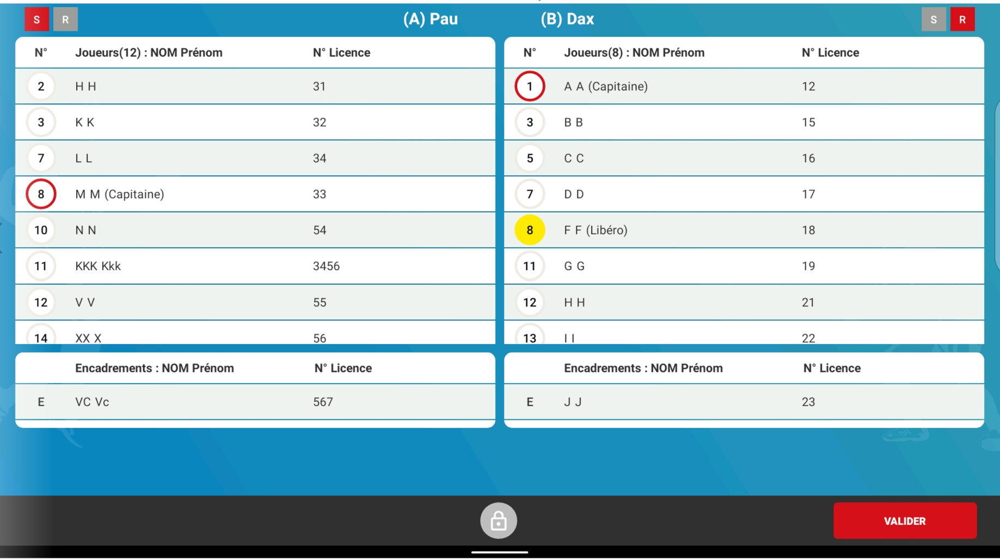 S R (A) Pau (B) Dax S R
N° Joueurs(12) : NOM Prénom N° Licence
2 H H 31
3 K K 32
7 L L 34
8 M M (Capitaine) 33
10 N N 54
11 KKK Kkk 3456
12 V V 55
14 XX X 56
N° Joueurs(8) : NOM Prénom N° Licence
1 A A (Capitaine) 12
3 B B 15
5 C C 16
7 D D 17
8 F F (Libéro) 18
11 G G 19
12 H H 21
13 I I 22
Encadrements : NOM Prénom N° Licence
E VC Vc 567
Encadrements : NOM Prénom N° Licence
E J J 23
VALIDER